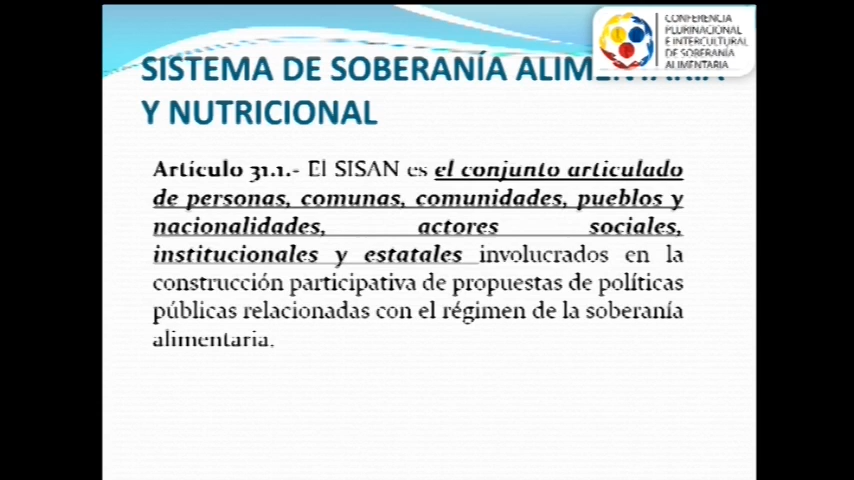 CONFERENCIA
PLURINACIONAL
E INTERCULTURAL
DE SOBERANÍA
ALIMENTARIA
SISTEMA DE SOBERANÍA ALIMENTARIA
Y NUTRICIONAL
Artículo 31.1.- El SISAN es el conjunto articulado
de personas, comunas, comunidades, pueblos y
nacionalidades, actores sociales,
institucionales y estatales involucrados en la
construcción participativa de propuestas de políticas
públicas relacionadas con el régimen de la soberanía
alimentaria.